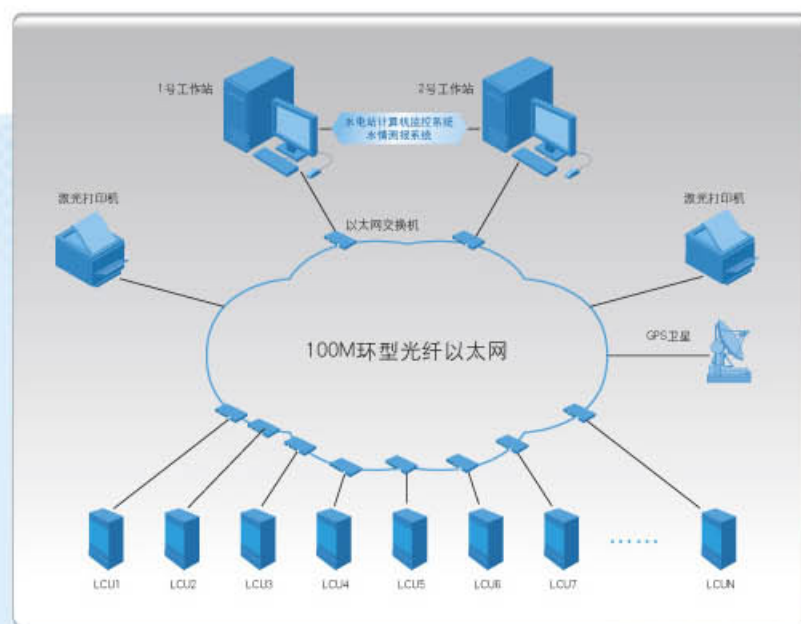 1号工作站
2号工作站
水电站计算机监控系统
水情测报系统
激光打印机
激光打印机
以太网交换机
100M环型光纤以太网
GPS卫星
......
LCU1
LCU2
LCU3
LCU4
LCU5
LCU6
LCU7
LCUN